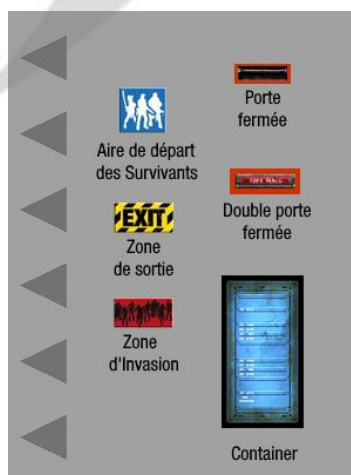 Aire de départ
des Survivants
EXIT
Zone
de sortie
Zone
d'Invasion
Porte
fermée
Double porte
fermée
Container